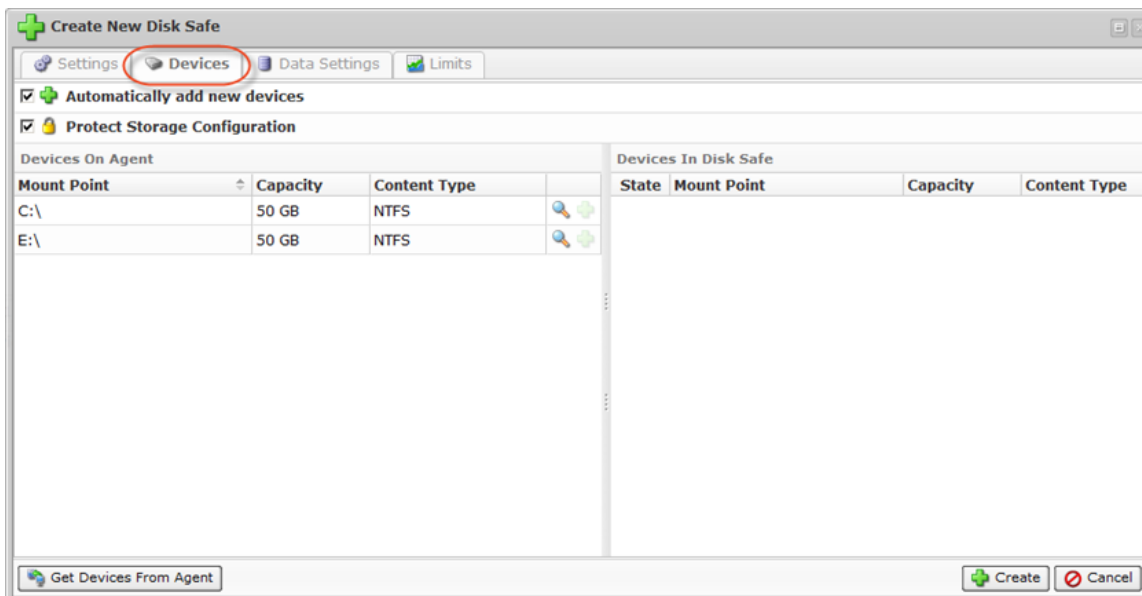 Create New Disk Safe
Settings Devices Data Settings Limits
Automatically add new devices
Protect Storage Configuration
Devices On Agent Devices In Disk Safe
Mount Point Capacity Content Type State Mount Point Capacity Content Type
C:\ 50 GB NTFS
E:\ 50 GB NTFS
Get Devices From Agent Create Cancel